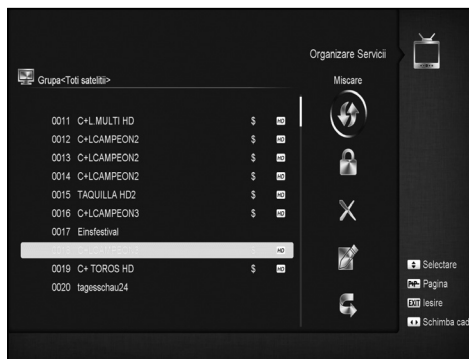 Organizare Servicii
Grupa<Toti satelitii>
Miscare
0011 C+L.MULTI HD $ HD
0012 C+LCAMPEON2 $ HD
0013 C+LCAMPEON2 $ HD
0014 C+LCAMPEON2 $ HD
0015 TAQUILLA HD2 $ HD
0016 C+LCAMPEON3 $ HD
0017 Einsfestival
HD
0019 C+ TOROS HD $ HD
0020 tagesschau24
Selectare
Pagina
EXIT Iesire
Schimba cad